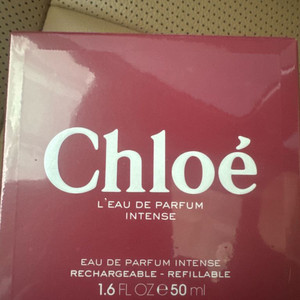 Chloé
L'EAU DE PARFUM
INTENSE
EAU DE PARFUM INTENSE
RECHARGEABLE - REFILLABLE
1.6 FL OZ ℮ 50 ml